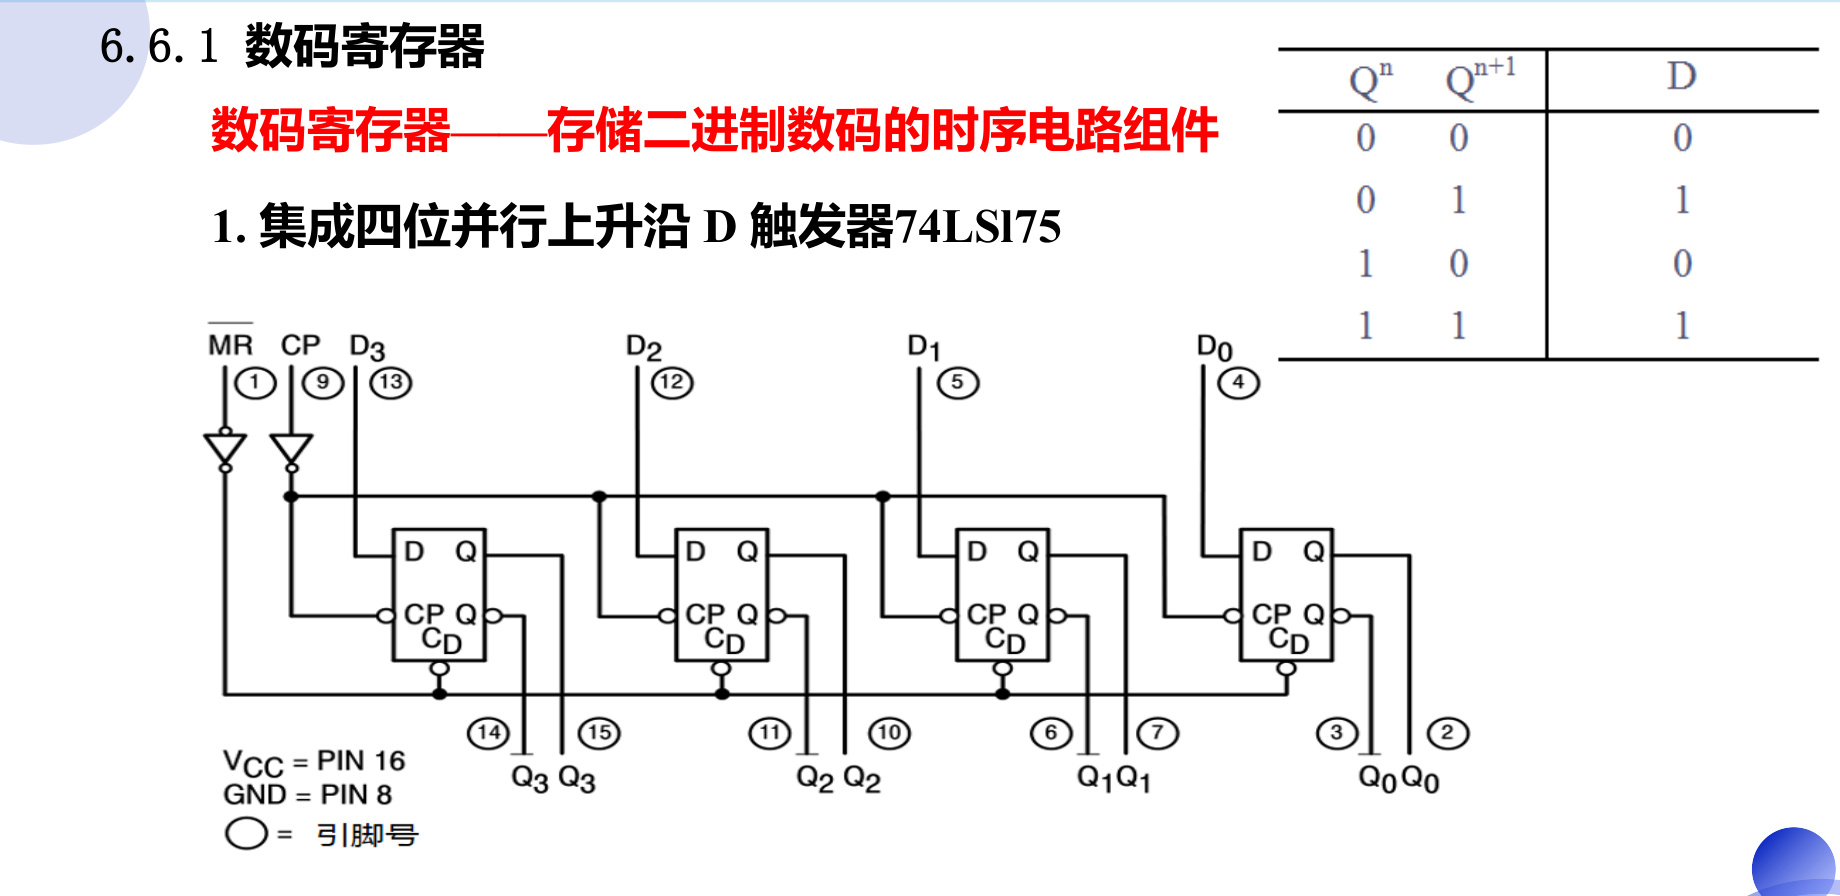 6.6.1 数码寄存器
数码寄存器——存储二进制数码的时序电路组件
1. 集成四位并行上升沿 D 触发器74LSl75
Qⁿ Qⁿ⁺¹ D
0 0 0
0 1 1
1 0 0
1 1 1
M̅R̅ CP D3 D2 D1 D0
1 9 13 12 5 4
D Q D Q D Q D Q
CP Q CP Q CP Q CP Q
CD CD CD CD
14 15 11 10 6 7 3 2
Q̅3 Q3 Q̅2 Q2 Q̅1 Q1 Q̅0 Q0
VCC = PIN 16
GND = PIN 8
= 引脚号